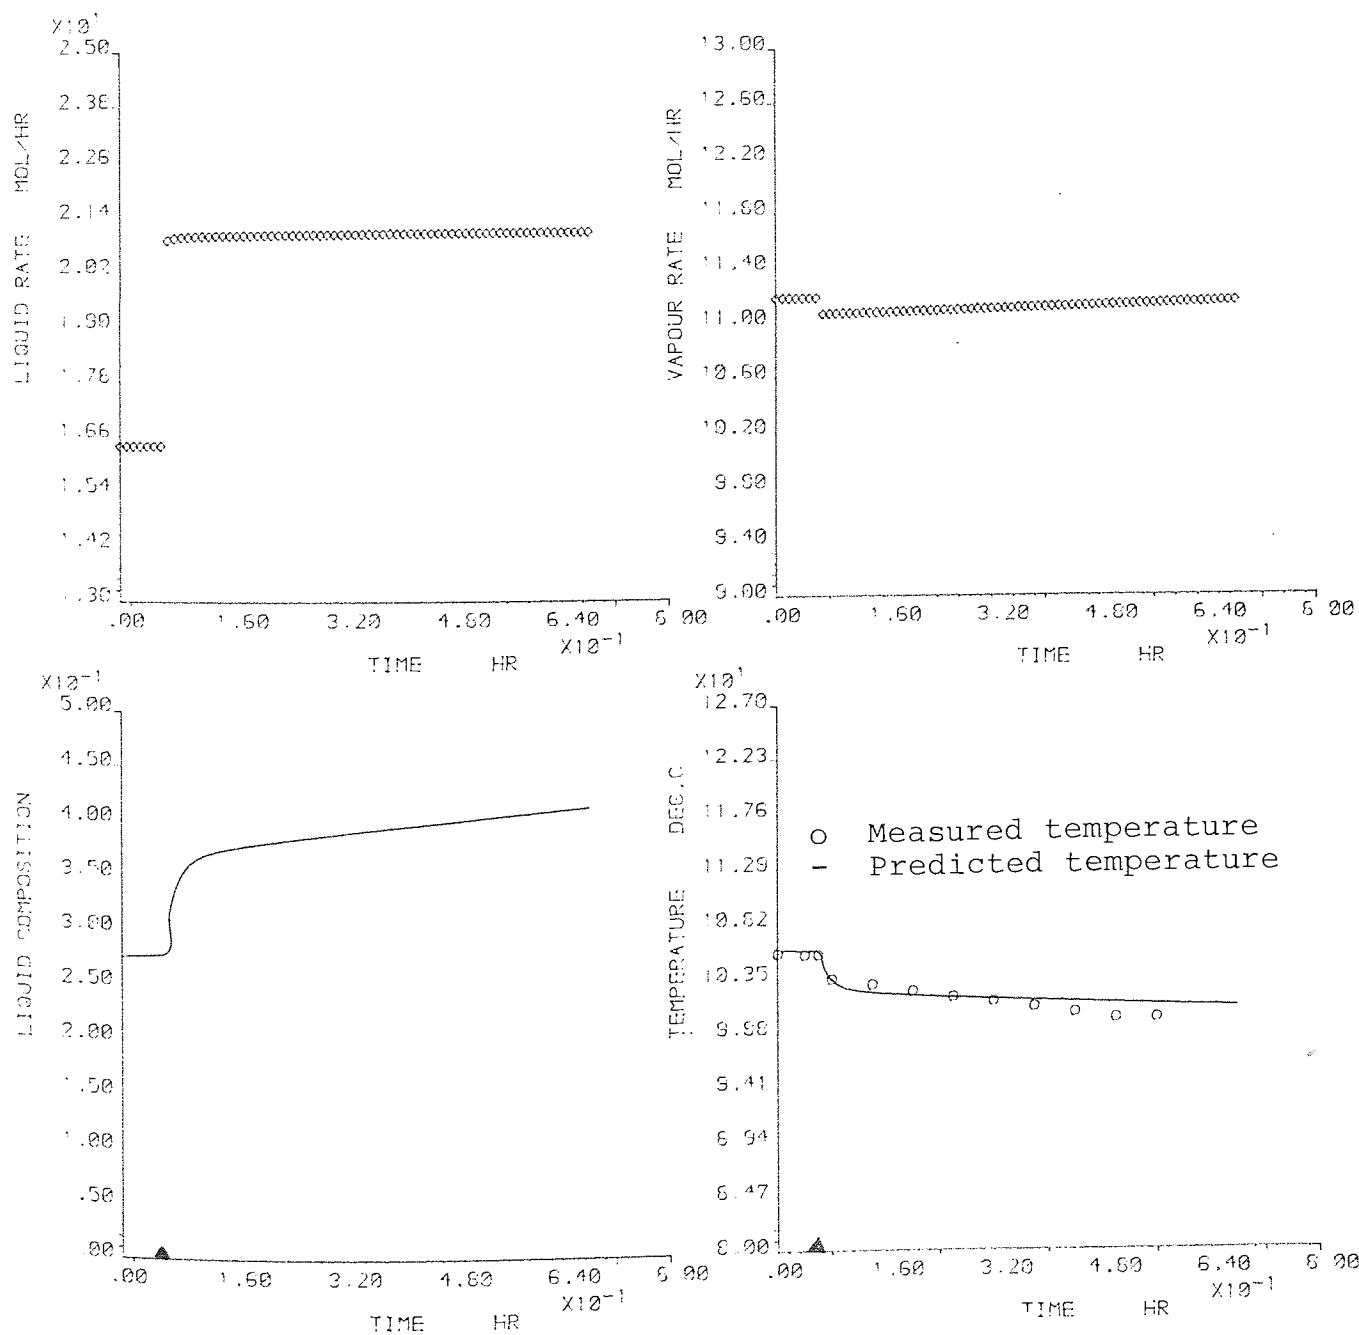 X10¹
2.50
2.38
2.26
2.14
2.02
1.90
1.78
1.66
1.54
1.42
1.30
LIQUID RATE MOL/HR
.00 1.60 3.20 4.80 6.40 8.00
X10⁻¹
TIME HR
13.00
12.60
12.20
11.80
11.40
11.00
10.60
10.20
9.80
9.40
9.00
VAPOUR RATE MOL/HR
.00 1.60 3.20 4.80 6.40 8.00
X10⁻¹
TIME HR
X10⁻¹
5.00
4.50
4.00
3.50
3.00
2.50
2.00
1.50
1.00
.50
.00
LIQUID COMPOSITION
.00 1.60 3.20 4.80 6.40 8.00
X10⁻¹
TIME HR
X10¹
12.70
12.23
11.76
11.29
10.82
10.35
9.88
9.41
8.94
8.47
8.00
TEMPERATURE DEG.C
o Measured temperature
– Predicted temperature
.00 1.60 3.20 4.80 6.40 8.00
X10⁻¹
TIME HR